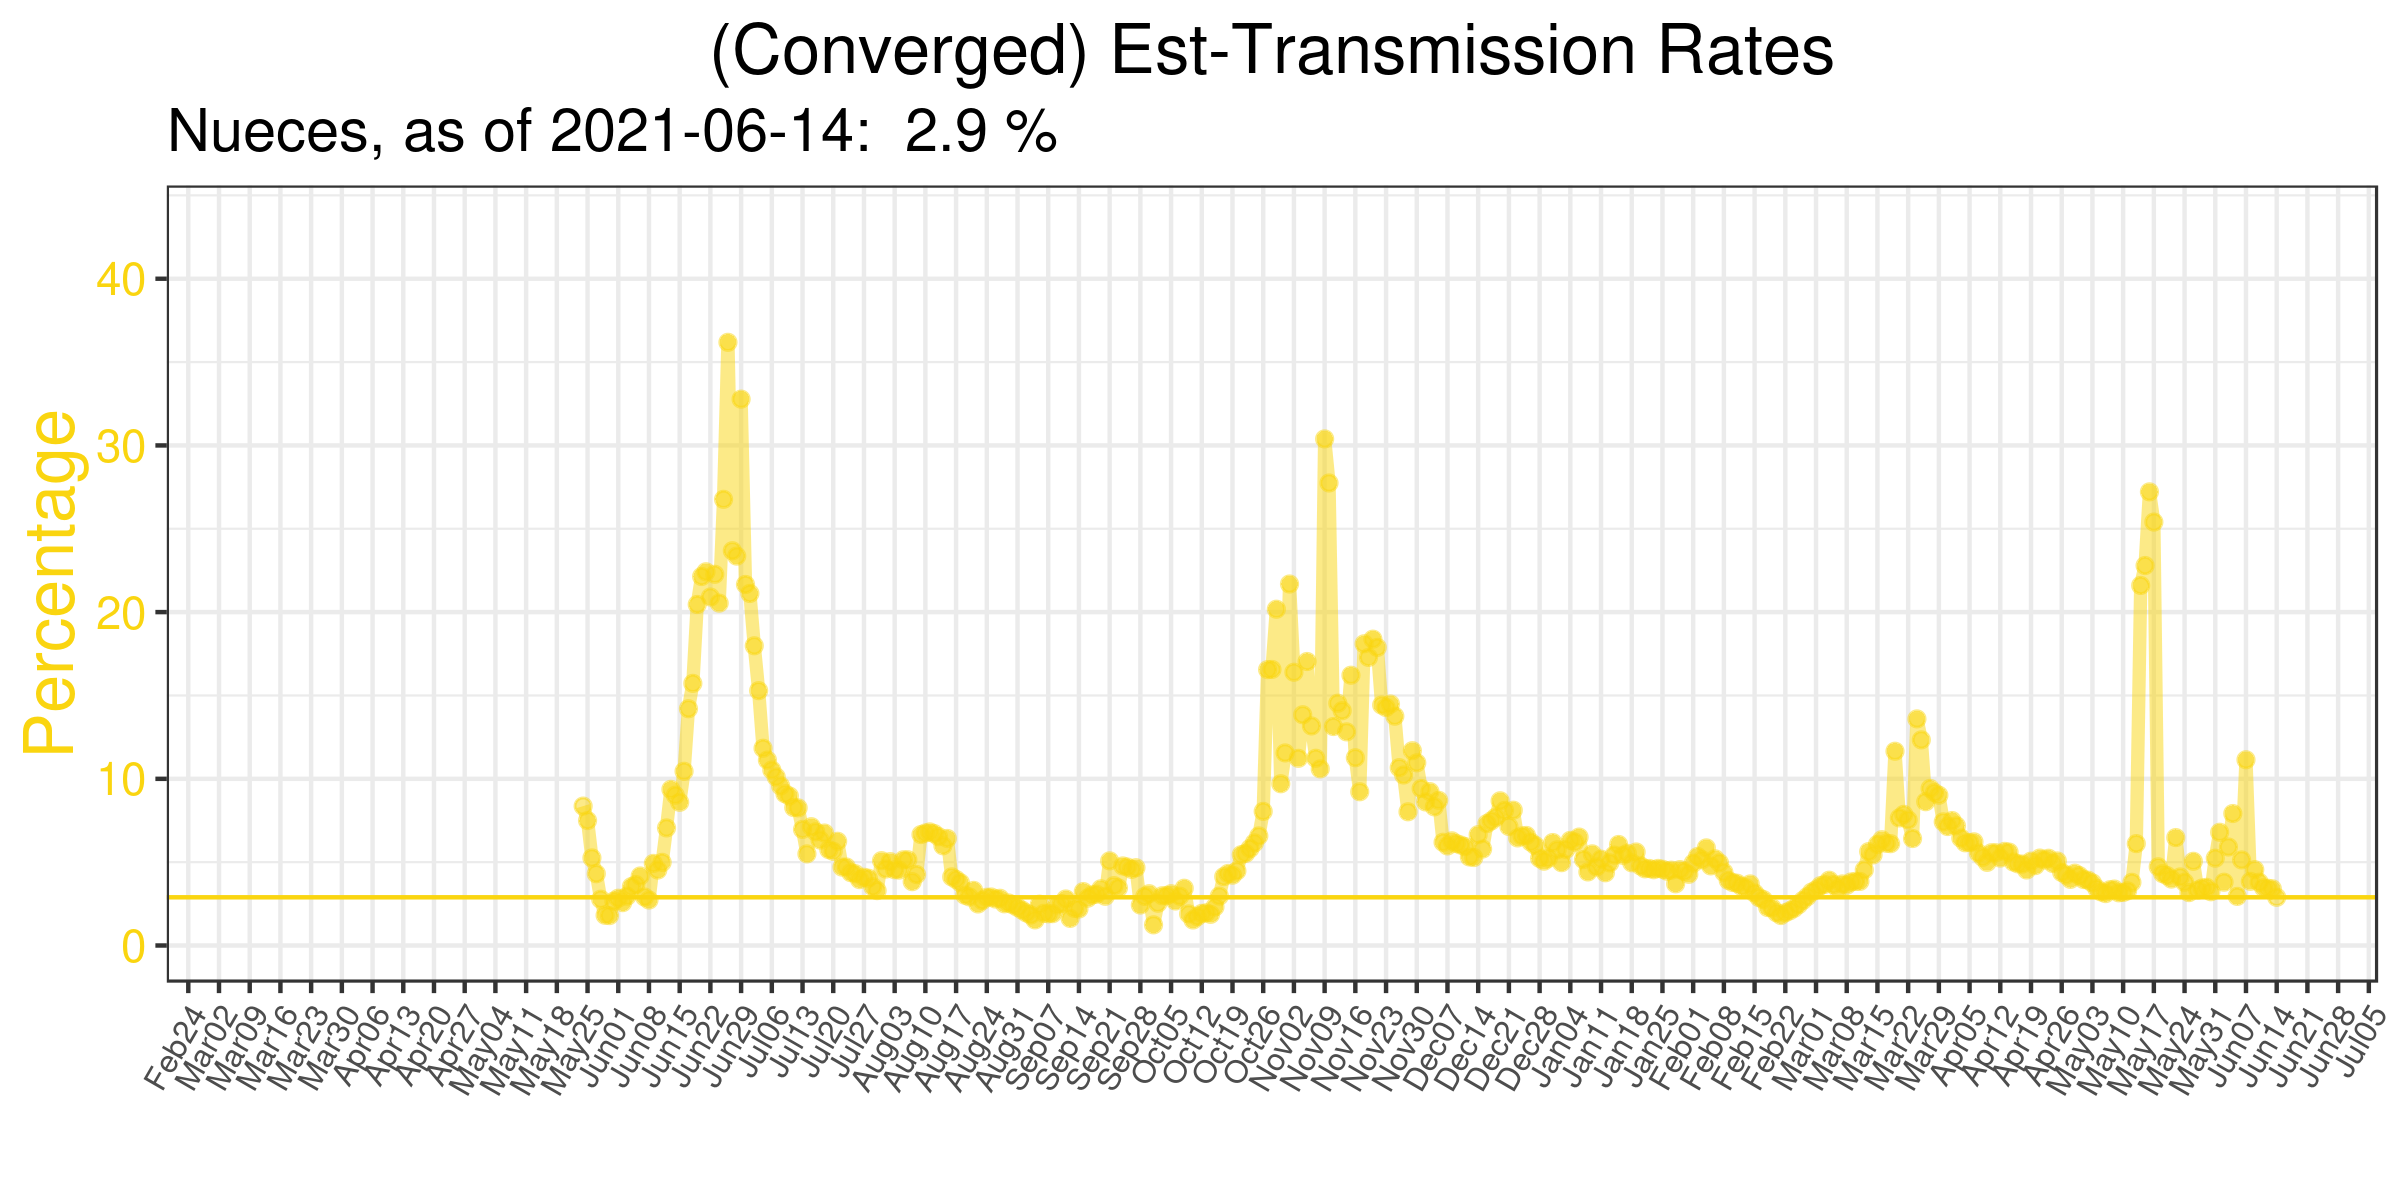 (Converged) Est-Transmission Rates
Nueces, as of 2021-06-14:  2.9 %
Percentage
40
30
20
10
0
Feb24
Mar02
Mar09
Mar16
Mar23
Mar30
Apr06
Apr13
Apr20
Apr27
May04
May11
May18
May25
Jun01
Jun08
Jun15
Jun22
Jun29
Jul06
Jul13
Jul20
Jul27
Aug03
Aug10
Aug17
Aug24
Aug31
Sep07
Sep14
Sep21
Sep28
Oct05
Oct12
Oct19
Oct26
Nov02
Nov09
Nov16
Nov23
Nov30
Dec07
Dec14
Dec21
Dec28
Jan04
Jan11
Jan18
Jan25
Feb01
Feb08
Feb15
Feb22
Mar01
Mar08
Mar15
Mar22
Mar29
Apr05
Apr12
Apr19
Apr26
May03
May10
May17
May24
May31
Jun07
Jun14
Jun21
Jun28
Jul05